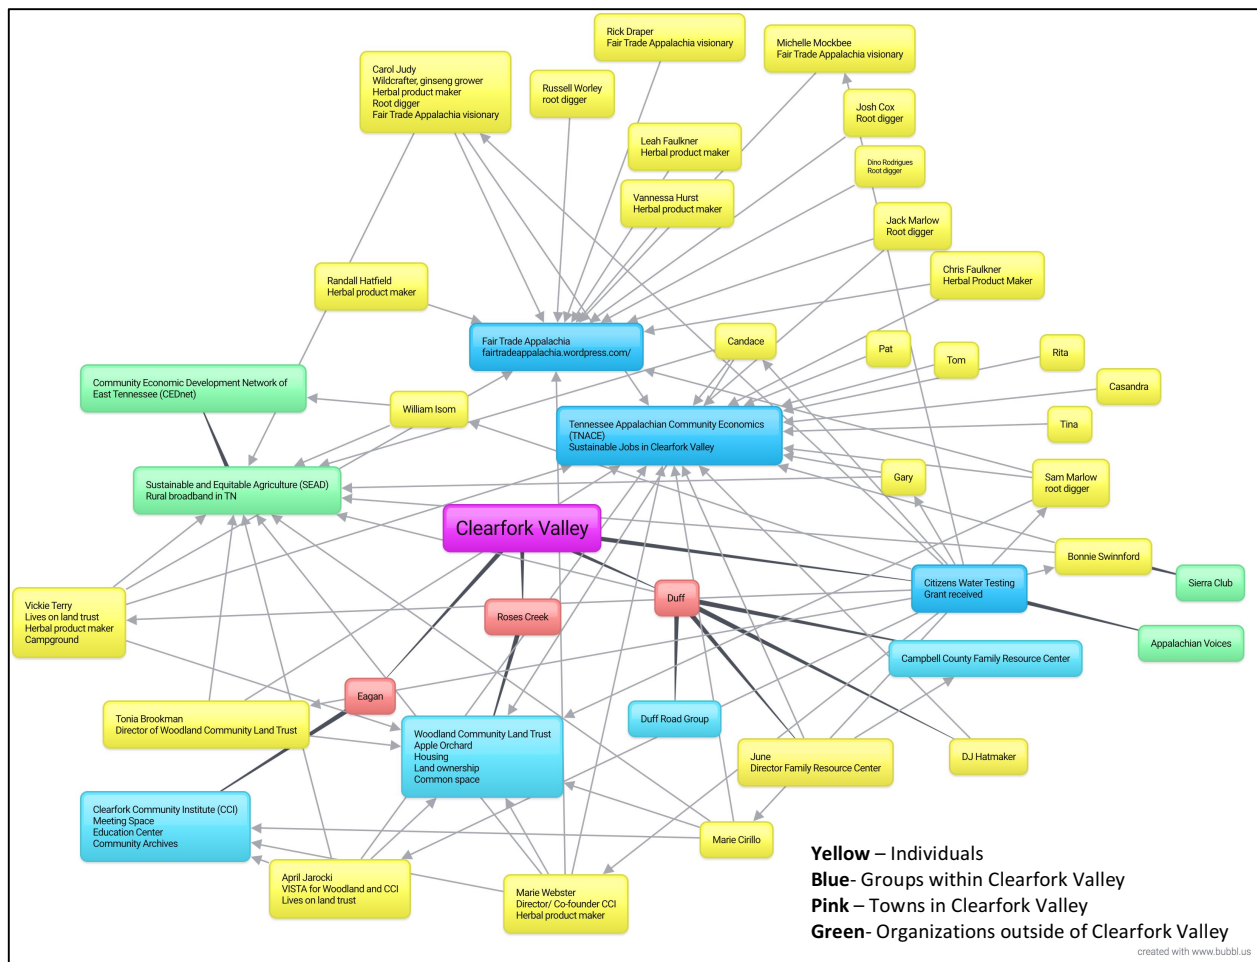 Rick Draper
Fair Trade Appalachia visionary
Michelle Mockbee
Fair Trade Appalachia visionary
Carol Judy
Wildcrafter, ginseng grower
Herbal product maker
Root digger
Fair Trade Appalachia visionary
Russell Worley
root digger
Josh Cox
Root digger
Leah Faulkner
Herbal product maker
Dino Rodrigues
Root digger
Vannessa Hurst
Herbal product maker
Jack Marlow
Root digger
Randall Hatfield
Herbal product maker
Chris Faulkner
Herbal Product Maker
Fair Trade Appalachia
fairtradeappalachia.wordpress.com/
Candace
Pat
Tom
Rita
Casandra
Community Economic Development Network of
East Tennessee (CEDnet)
William Isom
Tennessee Appalachian Community Economics
(TNACE)
Sustainable Jobs in Clearfork Valley
Tina
Sustainable and Equitable Agriculture (SEAD)
Rural broadband in TN
Gary
Sam Marlow
root digger
Clearfork Valley
Bonnie Swinnford
Sierra Club
Citizens Water Testing
Grant received
Vickie Terry
Lives on land trust
Herbal product maker
Campground
Roses Creek
Duff
Appalachian Voices
Campbell County Family Resource Center
Eagan
Tonia Brookman
Director of Woodland Community Land Trust
Woodland Community Land Trust
Apple Orchard
Housing
Land ownership
Common space
Duff Road Group
June
Director Family Resource Center
DJ Hatmaker
Clearfork Community Institute (CCI)
Meeting Space
Education Center
Community Archives
Marie Cirillo
April Jarocki
VISTA for Woodland and CCI
Lives on land trust
Marie Webster
Director/ Co-founder CCI
Herbal product maker
Yellow – Individuals
Blue- Groups within Clearfork Valley
Pink – Towns in Clearfork Valley
Green- Organizations outside of Clearfork Valley
created with www.bubbl.us